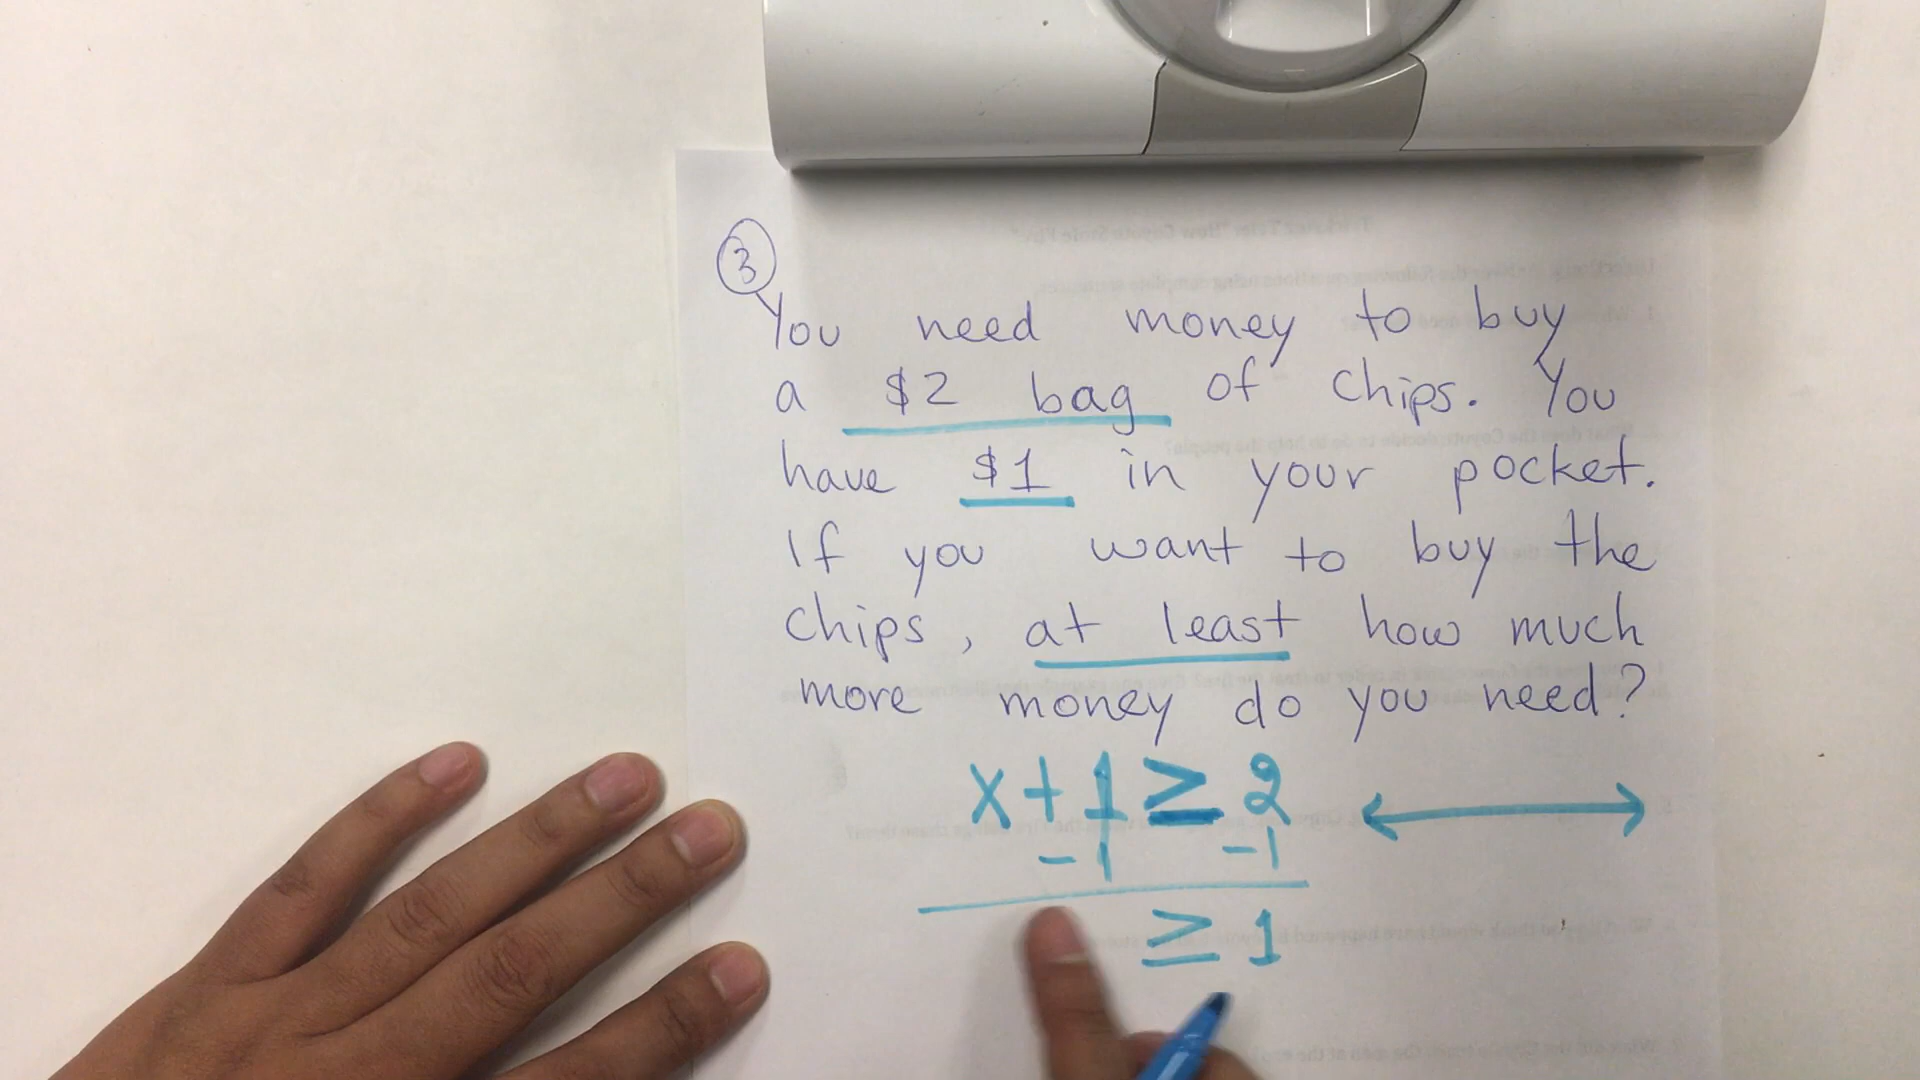 3
You need money to buy
a $2 bag of chips. You
have $1 in your pocket.
If you want to buy the
chips, at least how much
more money do you need?
x + 1 ≥ 2
- 1 - 1
≥ 1